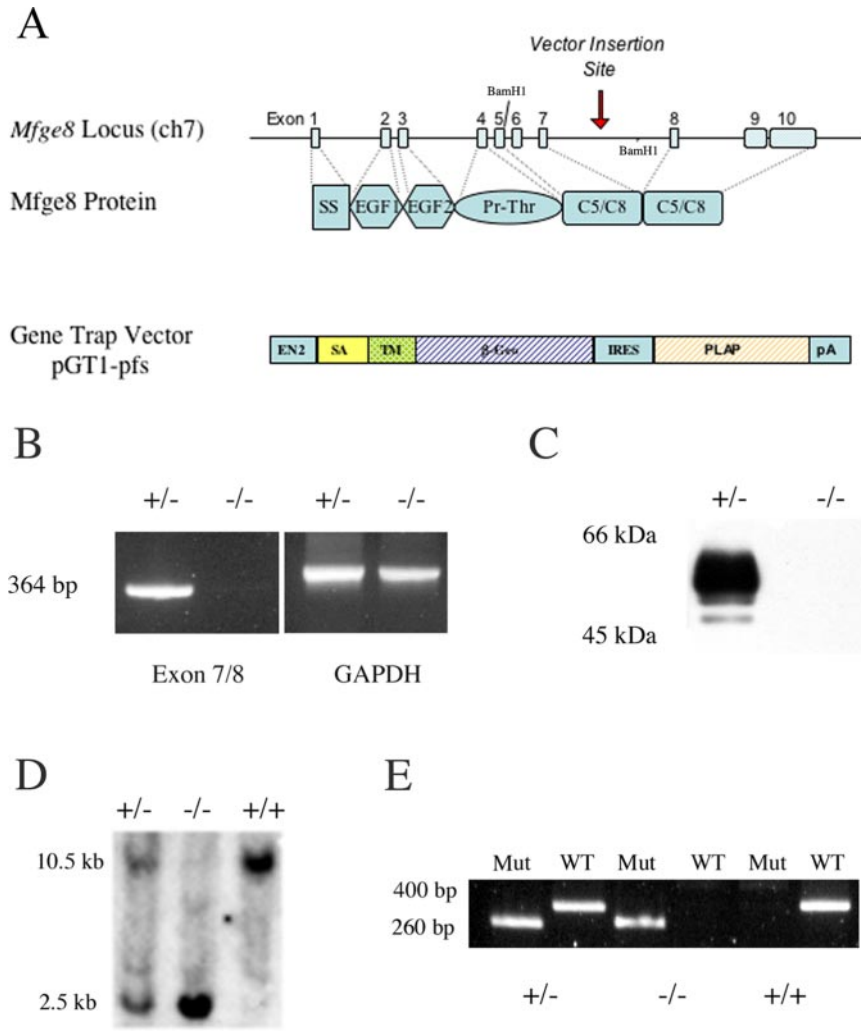 A
Vector Insertion
Site
BamH1
Mfge8 Locus (ch7)
Exon 1 2 3 4 5 6 7 8 9 10
BamH1
Mfge8 Protein
SS EGF1 EGF2 Pr-Thr C5/C8 C5/C8
Gene Trap Vector
pGT1-pfs
EN2 SA TM β-Geo IRES PLAP pA
B
+/- -/- +/- -/-
364 bp
Exon 7/8 GAPDH
C
+/- -/-
66 kDa
45 kDa
D
+/- -/- +/+
10.5 kb
2.5 kb
E
Mut WT Mut WT Mut WT
400 bp
260 bp
+/- -/- +/+